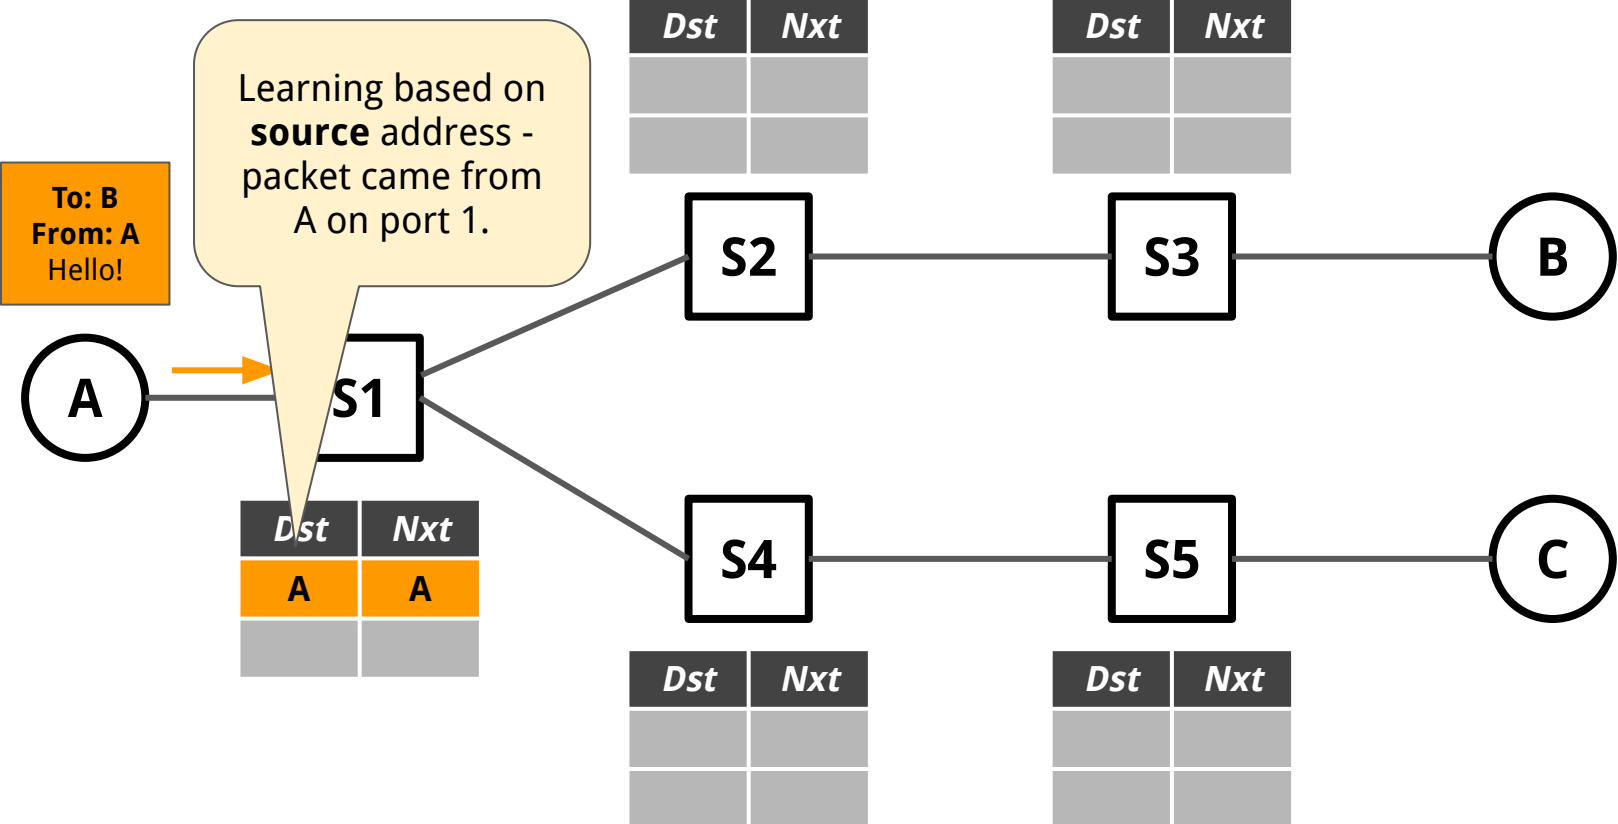 Dst Nxt
Dst Nxt
Learning based on
source address -
packet came from
A on port 1.
To: B
From: A
Hello!
S2
S3
B
A
S1
Dst Nxt
A A
S4
S5
C
Dst Nxt
Dst Nxt